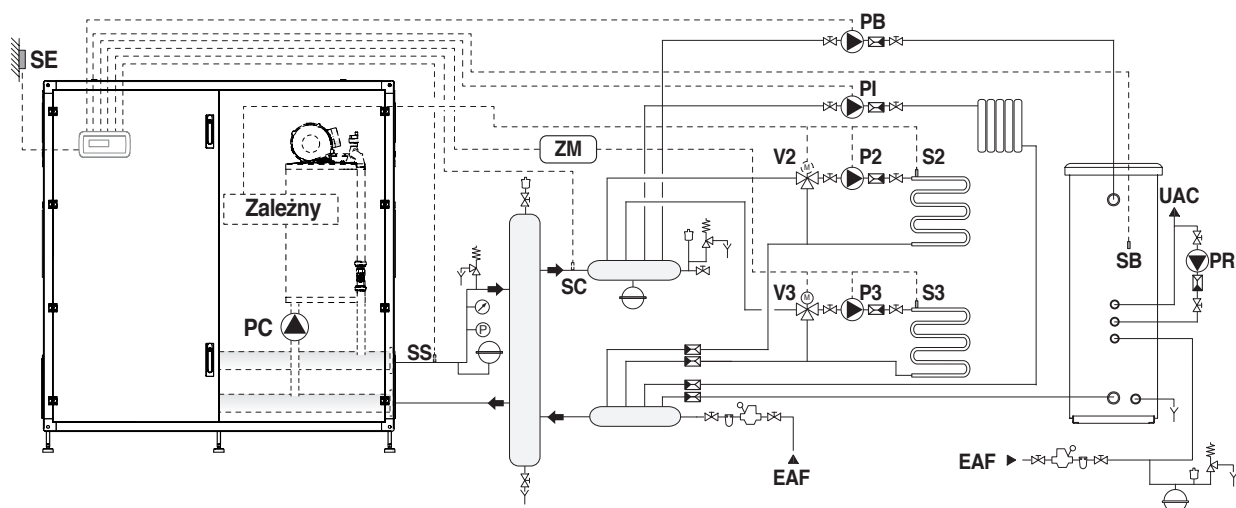 PB
SE
PI
ZM
V2
P2
S2
Zależny
UAC
SB
PR
SC
V3
P3
S3
PC
SS
P
M
M
EAF
EAF